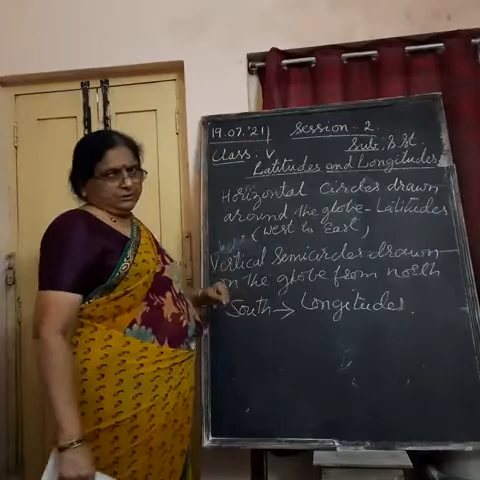 19.07.'21
Session - 2
Class. V
Sub:
Latitudes and Longitudes
Horizontal Circles drawn
around the globe - Latitudes
(West to East)
Vertical Semicircles drawn
on the globe from north
South → Longitudes.